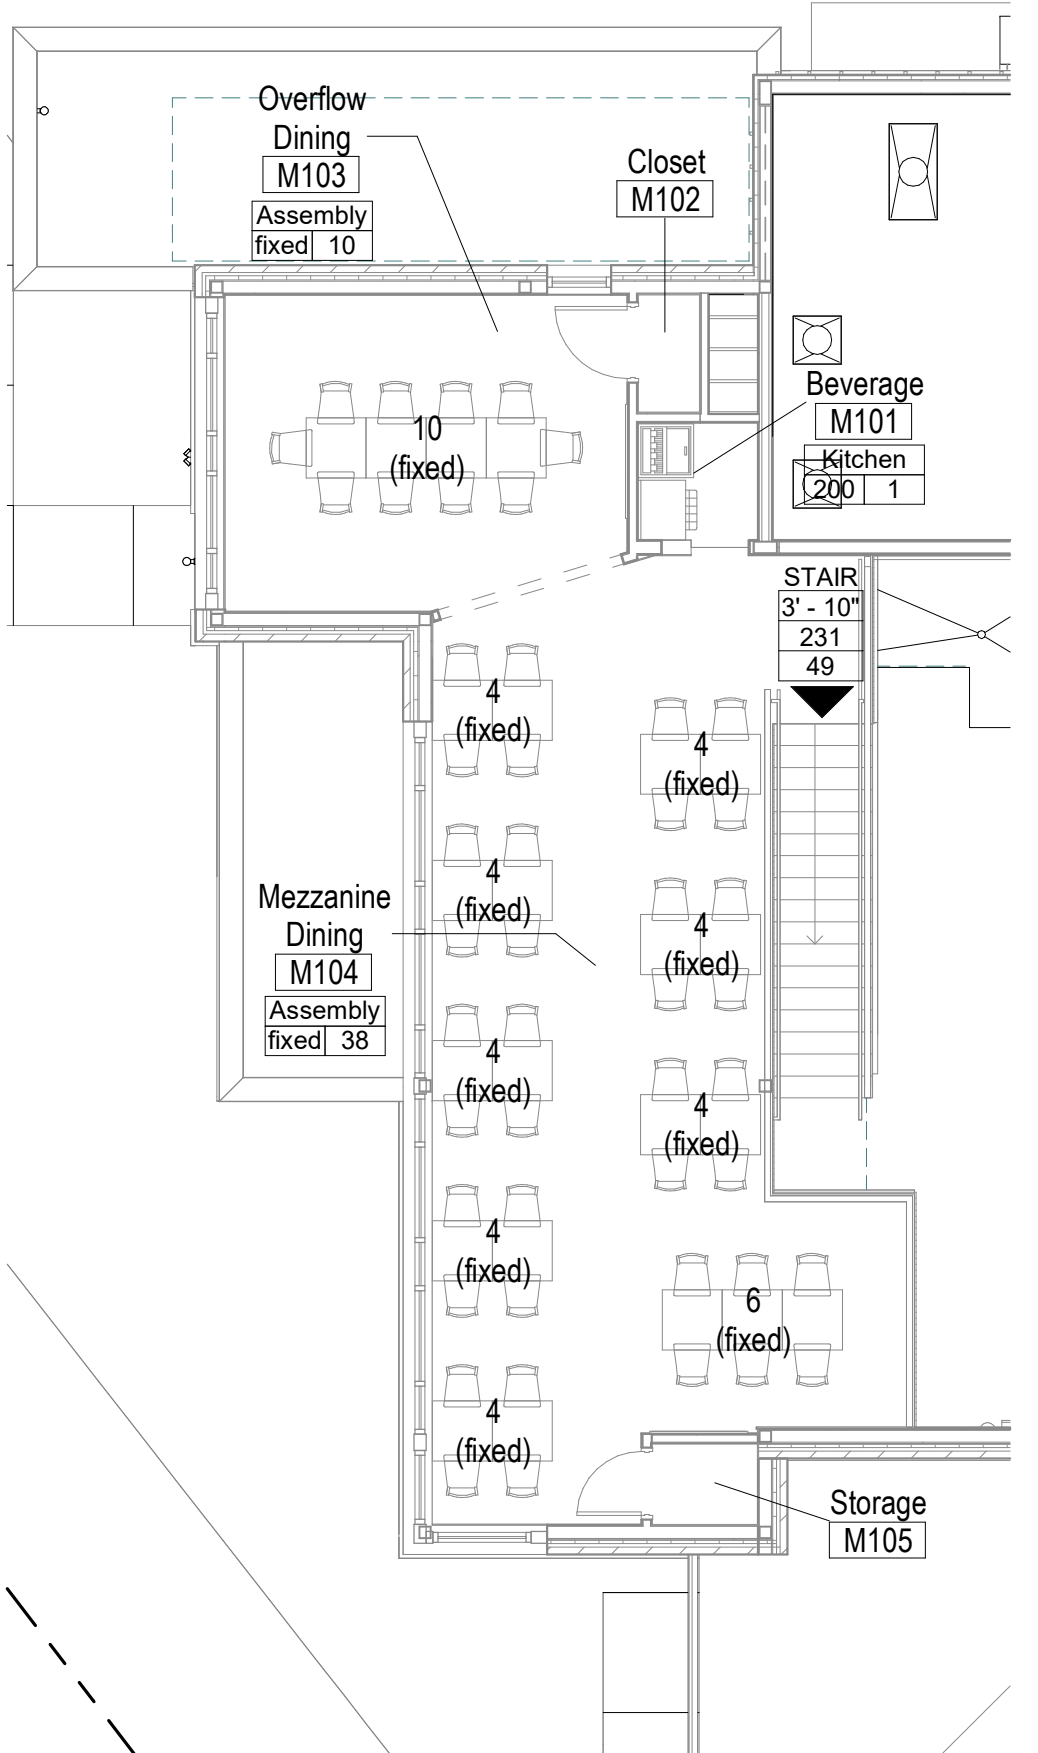 Overflow
Dining
M103
Assembly
fixed 10
Closet
M102
Beverage
M101
Kitchen
200 1
10
(fixed)
STAIR
3' - 10"
231
49
4
(fixed)
4
(fixed)
4
(fixed)
4
(fixed)
Mezzanine
Dining
M104
Assembly
fixed 38
4
(fixed)
4
(fixed)
4
(fixed)
6
(fixed)
4
(fixed)
Storage
M105